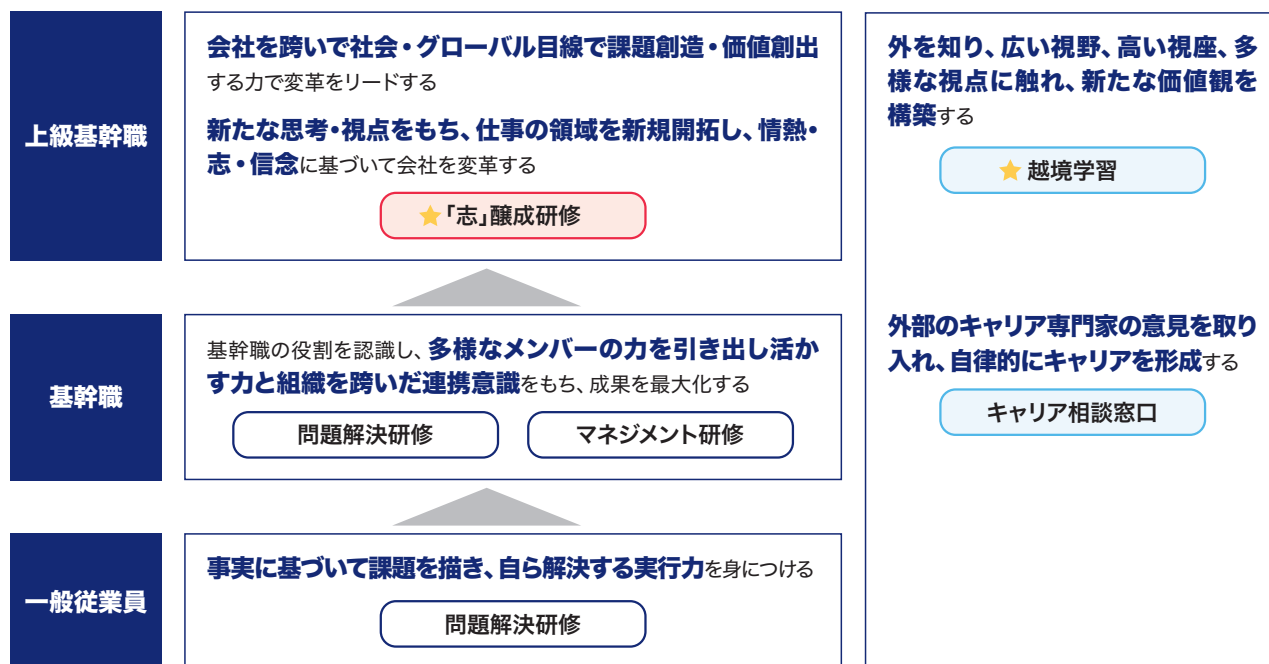 上級基幹職
会社を跨いで社会・グローバル目線で課題創造・価値創出
する力で変革をリードする
新たな思考・視点をもち、仕事の領域を新規開拓し、情熱・
志・信念に基づいて会社を変革する
★「志」醸成研修
基幹職
基幹職の役割を認識し、多様なメンバーの力を引き出し活か
す力と組織を跨いだ連携意識をもち、成果を最大化する
問題解決研修
マネジメント研修
一般従業員
事実に基づいて課題を描き、自ら解決する実行力を身につける
問題解決研修
外を知り、広い視野、高い視座、多
様な視点に触れ、新たな価値観を
構築する
★ 越境学習
外部のキャリア専門家の意見を取り
入れ、自律的にキャリアを形成する
キャリア相談窓口